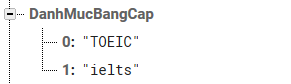 DanhMucBangCap
0: "TOEIC"
1: "ielts"